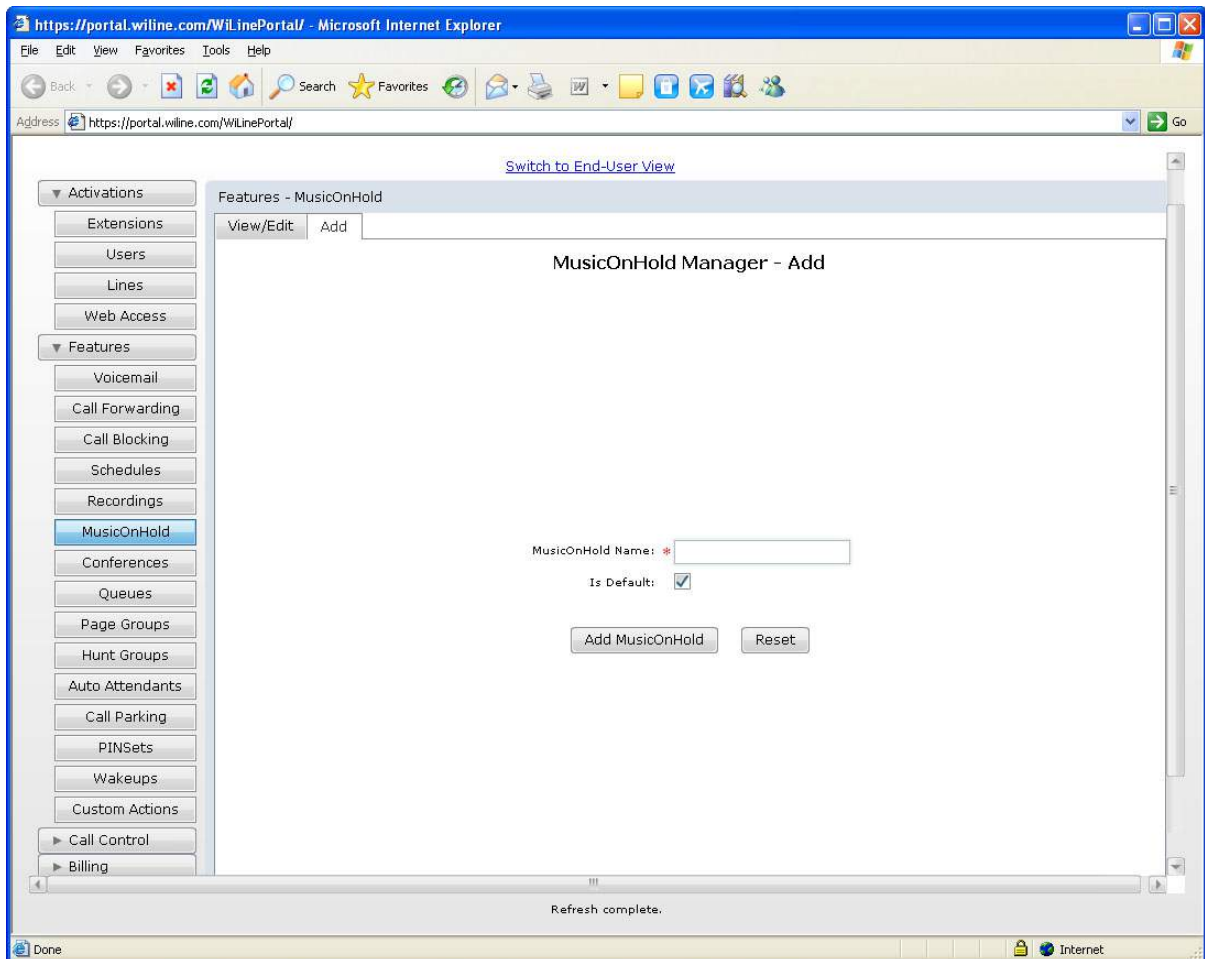 https://portal.wiline.com/WiLinePortal/ - Microsoft Internet Explorer
File Edit View Favorites Tools Help
Back Search Favorites
Address https://portal.wiline.com/WiLinePortal/ Go
Switch to End-User View
Activations
Extensions
Users
Lines
Web Access
Features
Voicemail
Call Forwarding
Call Blocking
Schedules
Recordings
MusicOnHold
Conferences
Queues
Page Groups
Hunt Groups
Auto Attendants
Call Parking
PINSets
Wakeups
Custom Actions
Call Control
Billing
Features - MusicOnHold
View/Edit Add
MusicOnHold Manager - Add
MusicOnHold Name: *
Is Default:
Add MusicOnHold Reset
Refresh complete.
Done Internet